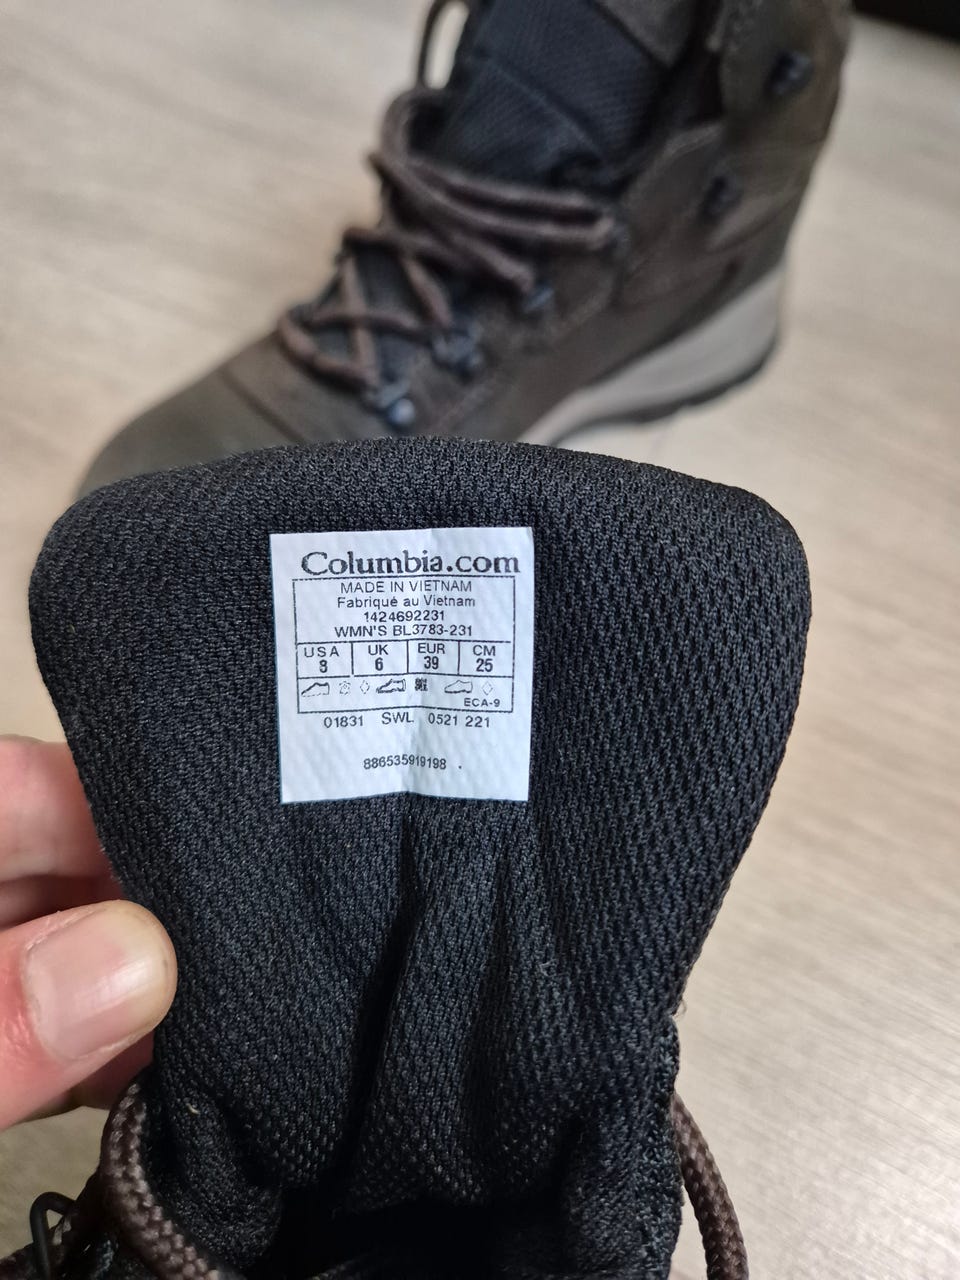 Columbia.com
MADE IN VIETNAM
Fabriqué au Vietnam
1424692231
WMN'S BL3783-231
USA UK EUR CM
8 6 39 25
ECA-9
01831 SWL 0521 221
886535919198